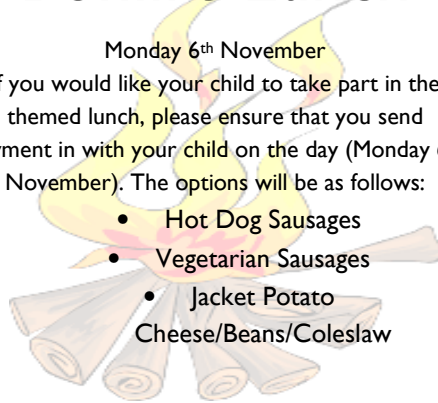 Monday 6th November
f you would like your child to take part in the
themed lunch, please ensure that you send
ment in with your child on the day (Monday
November). The options will be as follows:
• Hot Dog Sausages
• Vegetarian Sausages
• Jacket Potato
Cheese/Beans/Coleslaw